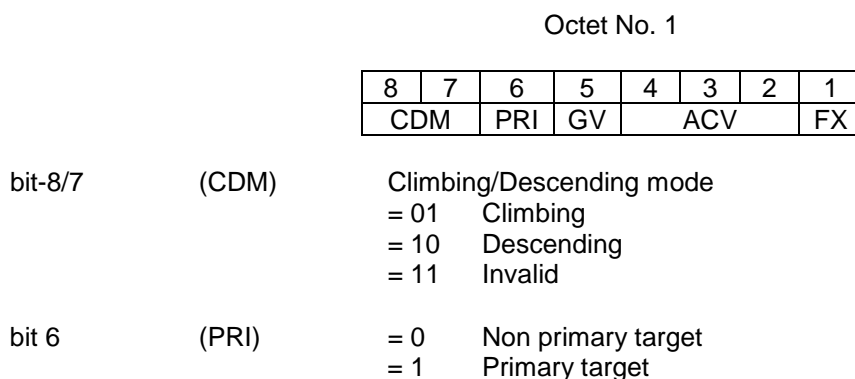 Octet No. 1
8 7 6 5 4 3 2 1
CDM PRI GV ACV FX
bit-8/7 (CDM) Climbing/Descending mode
= 01 Climbing
= 10 Descending
= 11 Invalid
bit 6 (PRI) = 0 Non primary target
= 1 Primary target